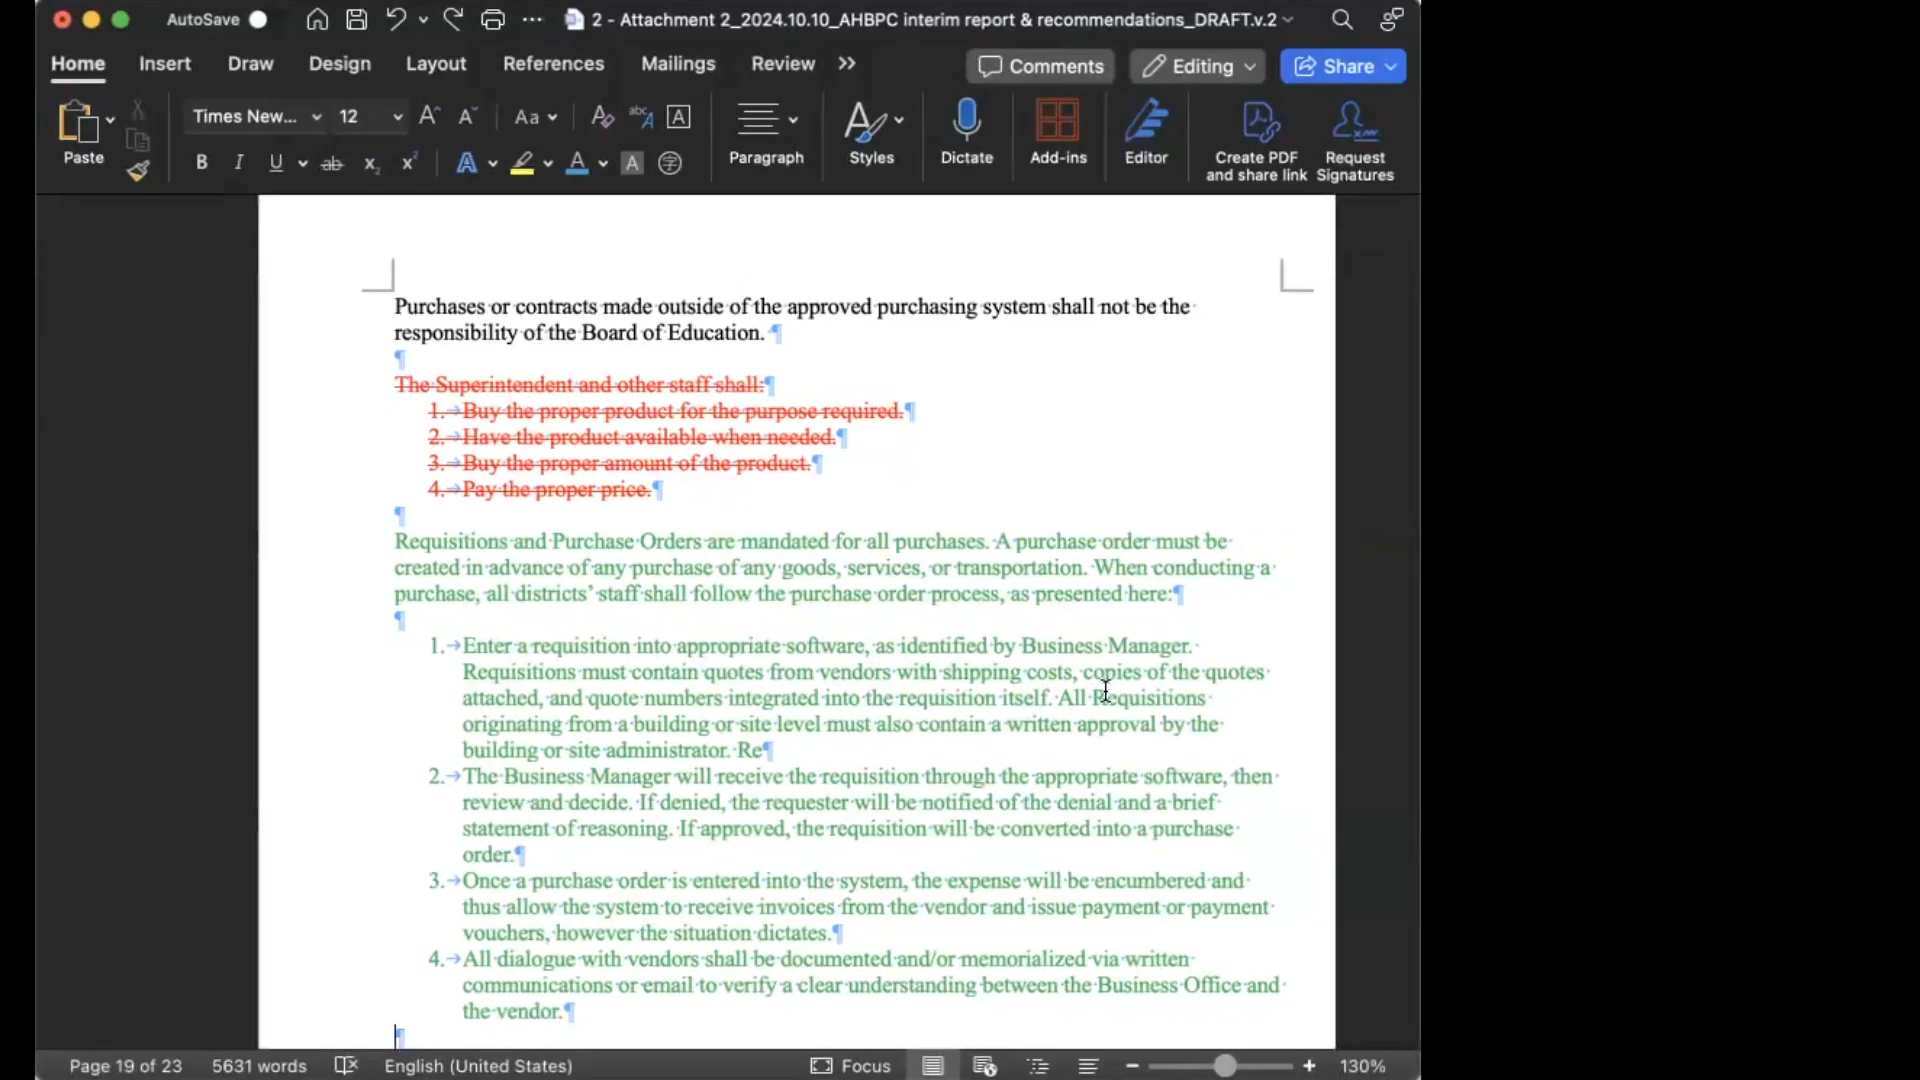 AutoSave
2 - Attachment 2_2024.10.10_AHBPC interim report & recommendations_DRAFT.v.2
Home Insert Draw Design Layout References Mailings Review
Comments Editing Share
Times New... 12
Paste
Paragraph Styles Dictate Add-ins Editor Create PDF and share link Request Signatures
Purchases or contracts made outside of the approved purchasing system shall not be the
responsibility of the Board of Education.
The Superintendent and other staff shall:
1. Buy the proper product for the purpose required.
2. Have the product available when needed.
3. Buy the proper amount of the product.
4. Pay the proper price.
Requisitions and Purchase Orders are mandated for all purchases. A purchase order must be
created in advance of any purchase of any goods, services, or transportation. When conducting a
purchase, all districts' staff shall follow the purchase order process, as presented here:
1. Enter a requisition into appropriate software, as identified by Business Manager.
Requisitions must contain quotes from vendors with shipping costs, copies of the quotes
attached, and quote numbers integrated into the requisition itself. All Requisitions
originating from a building or site level must also contain a written approval by the
building or site administrator. Re
2. The Business Manager will receive the requisition through the appropriate software, then
review and decide. If denied, the requester will be notified of the denial and a brief
statement of reasoning. If approved, the requisition will be converted into a purchase
order.
3. Once a purchase order is entered into the system, the expense will be encumbered and
thus allow the system to receive invoices from the vendor and issue payment or payment
vouchers, however the situation dictates.
4. All dialogue with vendors shall be documented and/or memorialized via written
communications or email to verify a clear understanding between the Business Office and
the vendor.
Page 19 of 23 5631 words English (United States) Focus 130%